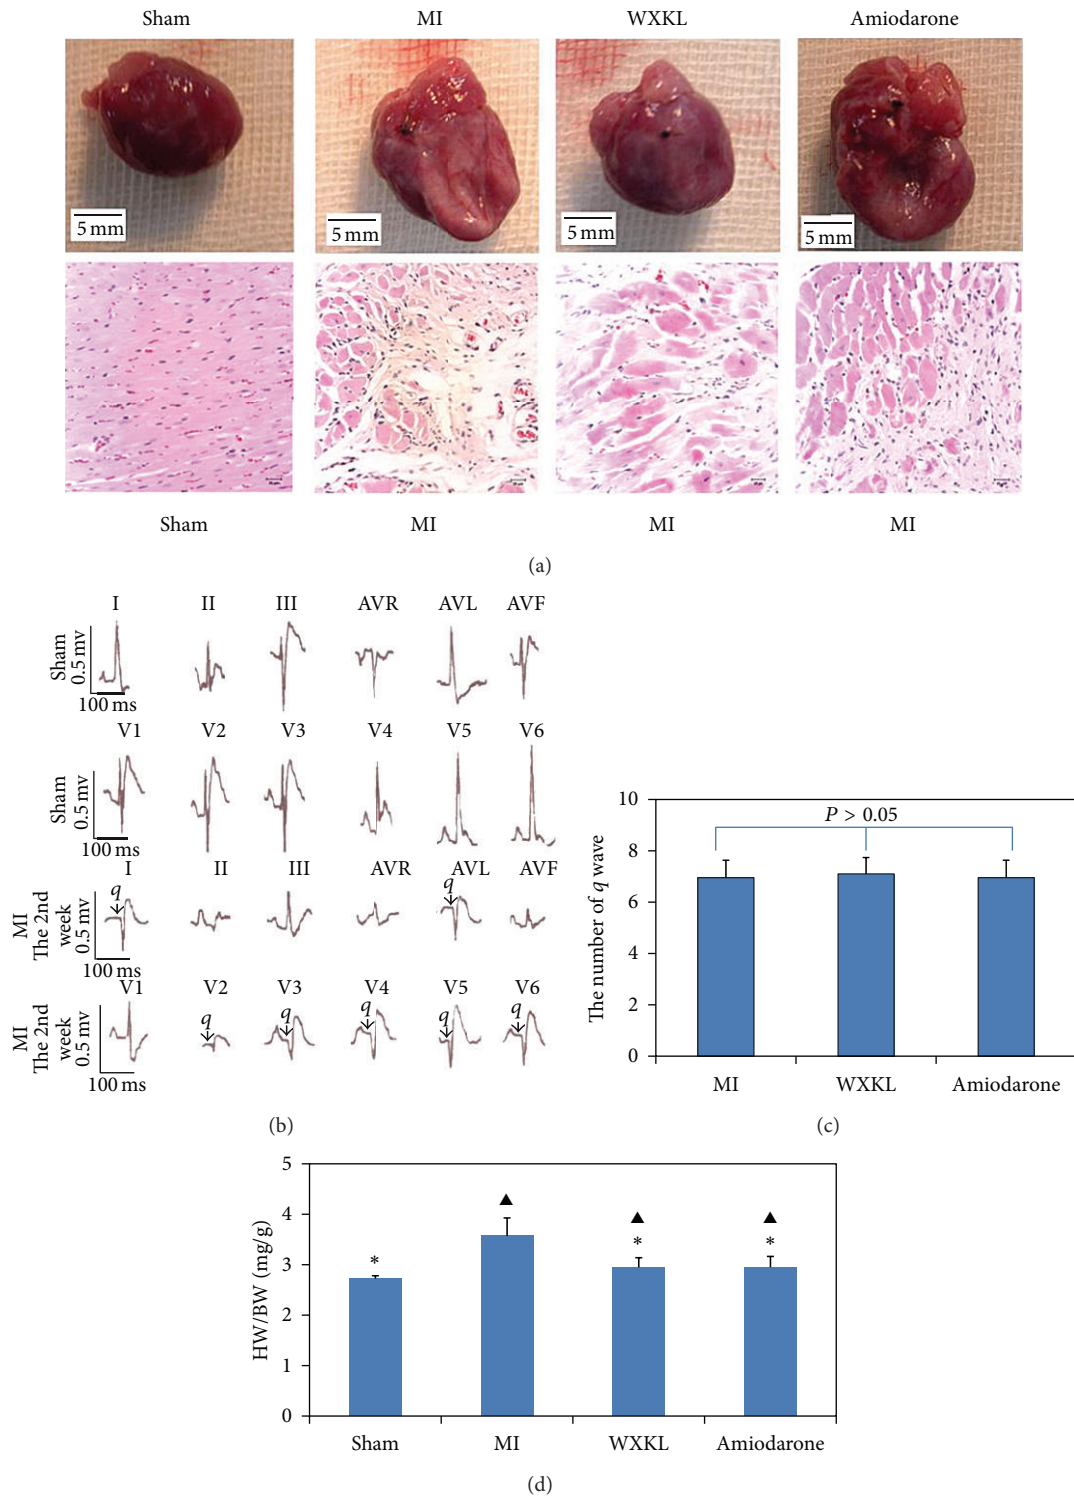 Sham MI WXKL Amiodarone
5 mm 5 mm 5 mm 5 mm
Sham MI MI MI
(a)
I II III AVR AVL AVF
Sham
0.5 mv
100 ms
V1 V2 V3 V4 V5 V6
Sham
0.5 mv
100 ms
I II III AVR AVL AVF
q q
MI
The 2nd
week
0.5 mv
100 ms
V1 V2 V3 V4 V5 V6
q q q q q
MI
The 2nd
week
0.5 mv
100 ms
(b)
The number of q wave
10
8
6
4
2
0
P > 0.05
MI WXKL Amiodarone
(c)
HW/BW (mg/g)
5
4
3
2
1
0
*
▲
▲
*
▲
*
Sham MI WXKL Amiodarone
(d)